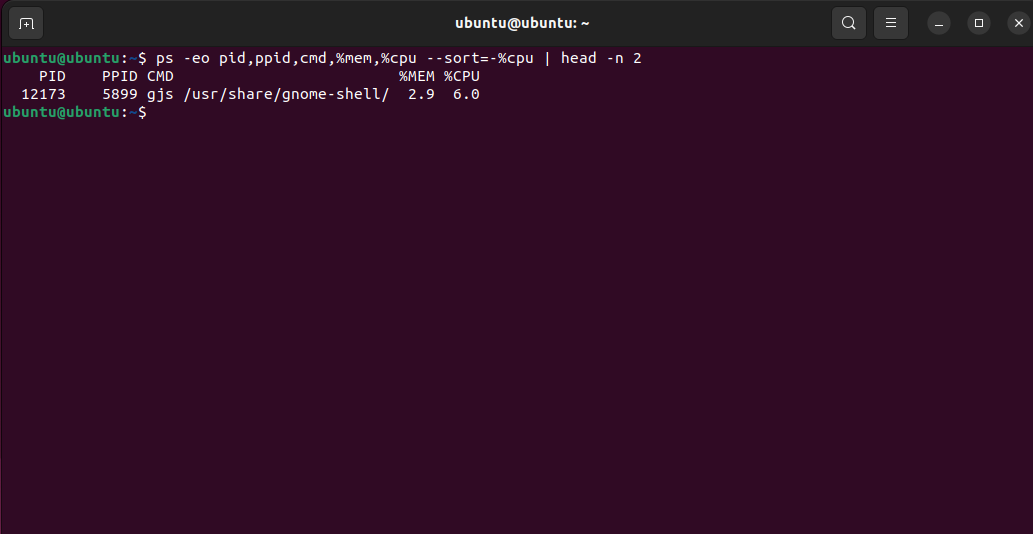 ubuntu@ubuntu: ~
ubuntu@ubuntu:~$ ps -eo pid,ppid,cmd,%mem,%cpu --sort=-%cpu | head -n 2
    PID    PPID CMD                         %MEM %CPU
  12173    5899 gjs /usr/share/gnome-shell/  2.9  6.0
ubuntu@ubuntu:~$